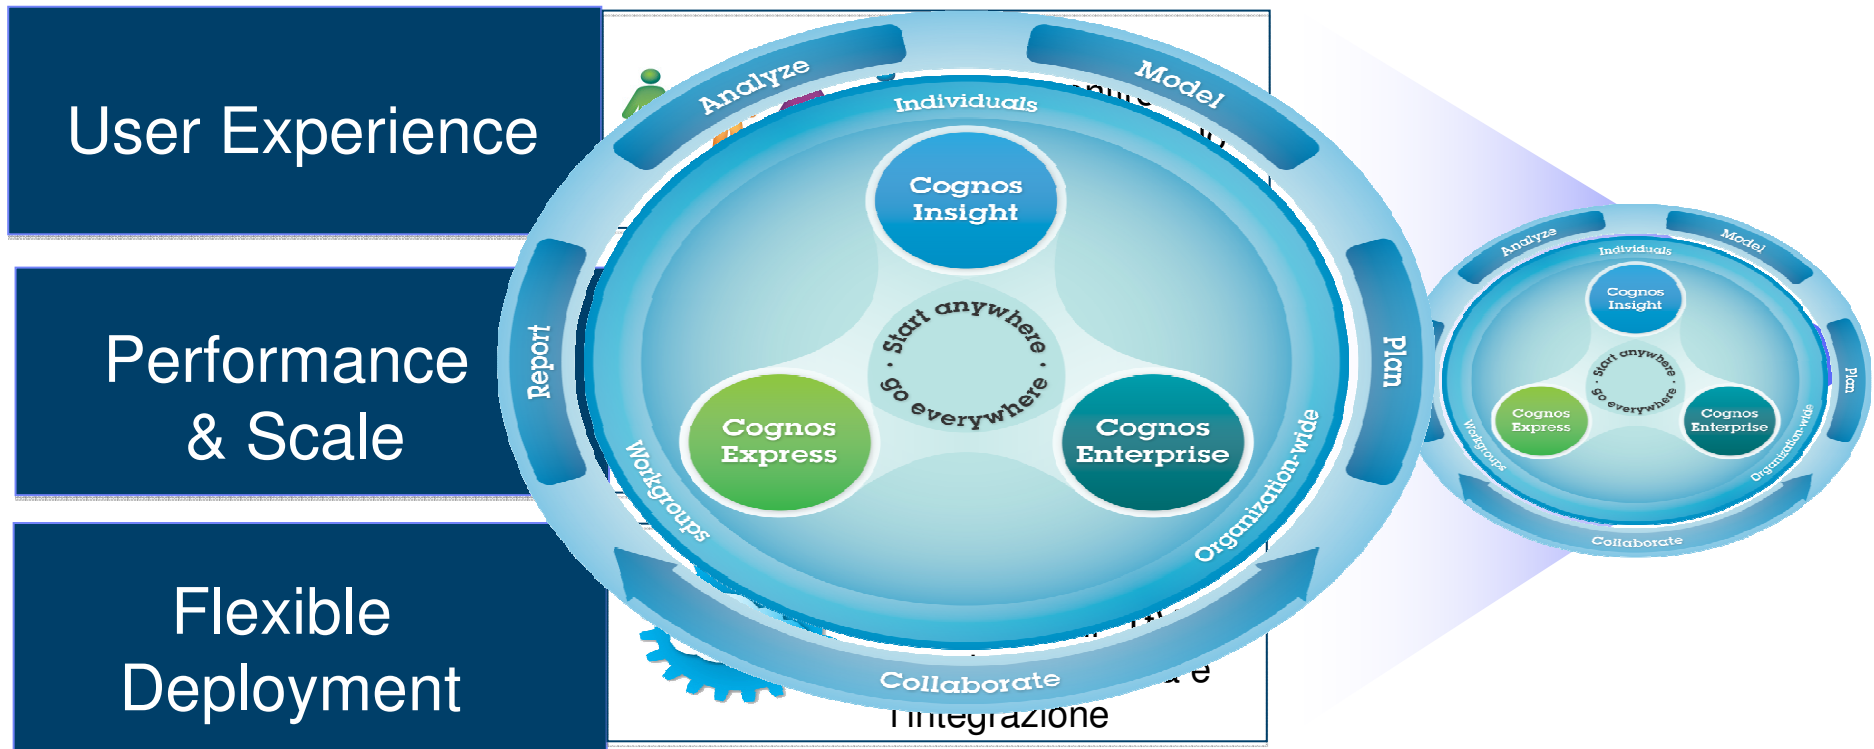 User Experience
Performance
& Scale
Flexible
Deployment
Analyze
Model
Individuals
Cognos
Insight
Start anywhere
go everywhere
Report
Plan
Cognos
Express
Cognos
Enterprise
Workgroups
Organization-wide
Collaborate
e
l'integrazione
Analyze
Model
Individuals
Cognos
Insight
Start anywhere
go everywhere
Plan
Cognos
Express
Cognos
Enterprise
Workgroups
Organization-wide
Collaborate